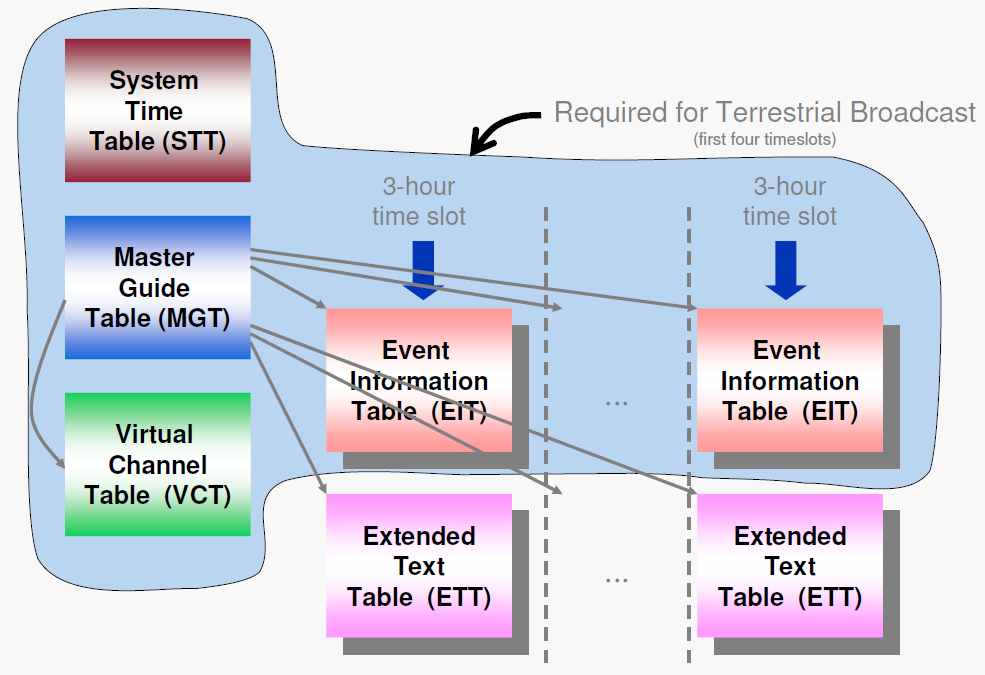 System
Time
Table (STT)
Required for Terrestrial Broadcast
(first four timeslots)
3-hour
time slot
3-hour
time slot
Master
Guide
Table (MGT)
Event
Information
Table (EIT)
...
Event
Information
Table (EIT)
Virtual
Channel
Table (VCT)
Extended
Text
Table (ETT)
...
Extended
Text
Table (ETT)